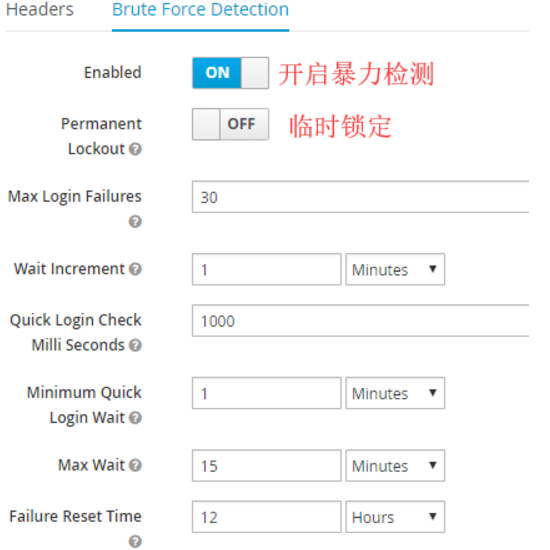 Headers Brute Force Detection
Enabled ON 开启暴力检测
Permanent
Lockout OFF 临时锁定
Max Login Failures 30
Wait Increment 1 Minutes
Quick Login Check
Milli Seconds 1000
Minimum Quick
Login Wait 1 Minutes
Max Wait 15 Minutes
Failure Reset Time 12 Hours